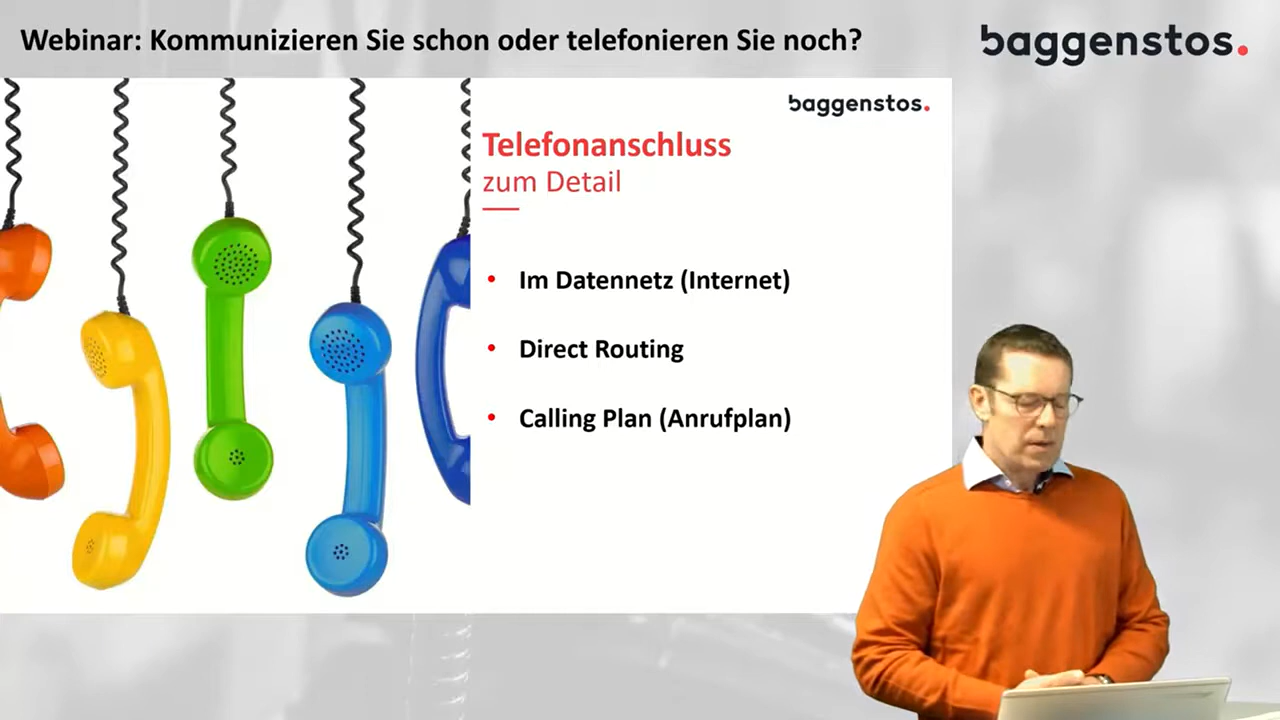 Webinar: Kommunizieren Sie schon oder telefonieren Sie noch?
baggenstos.
baggenstos.
Telefonanschluss
zum Detail
• Im Datennetz (Internet)
• Direct Routing
• Calling Plan (Anrufplan)